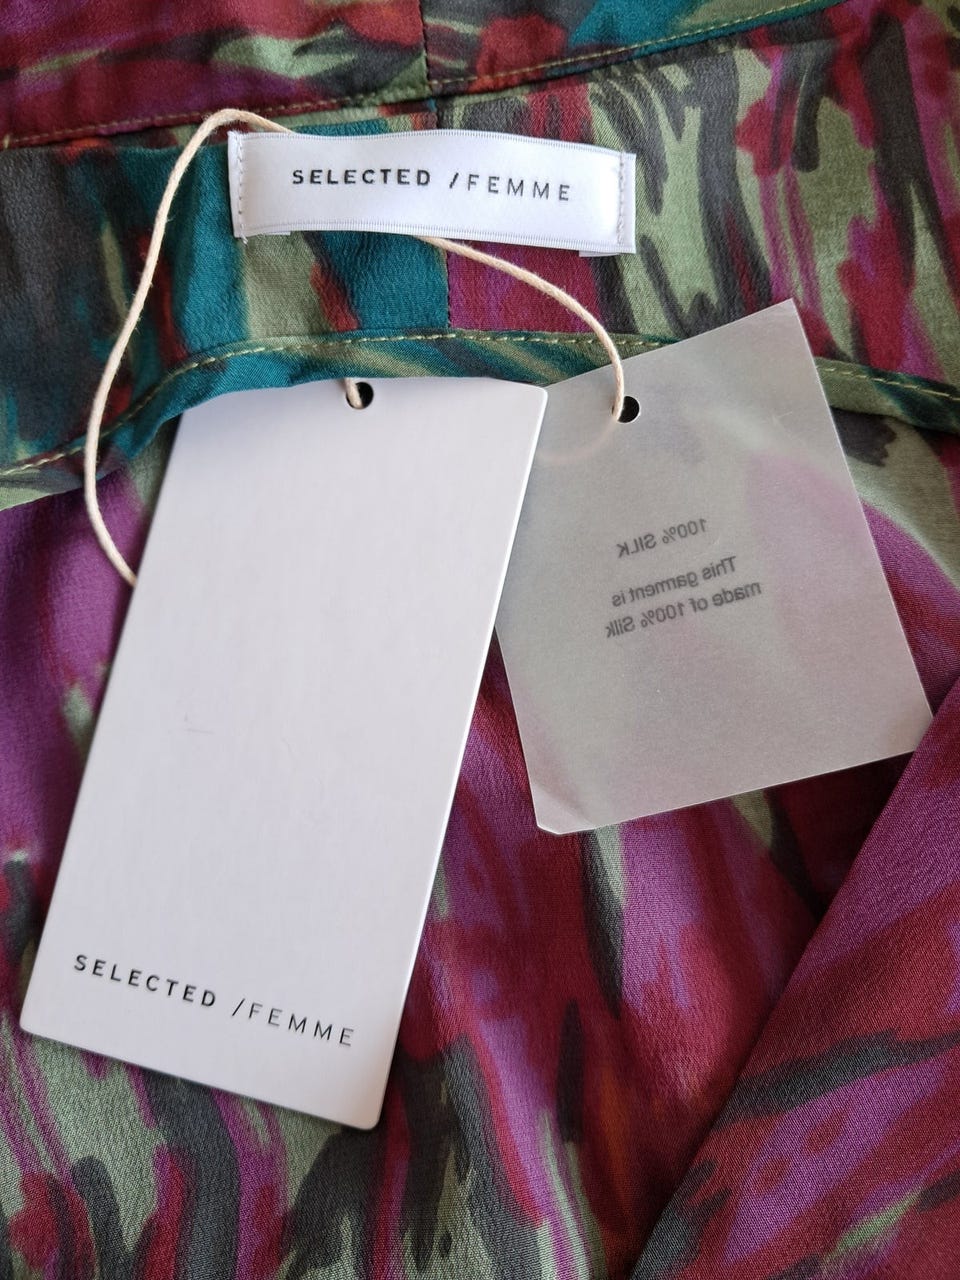 SELECTED /FEMME
100% SILK
This garment is
made of 100% Silk
SELECTED /FEMME